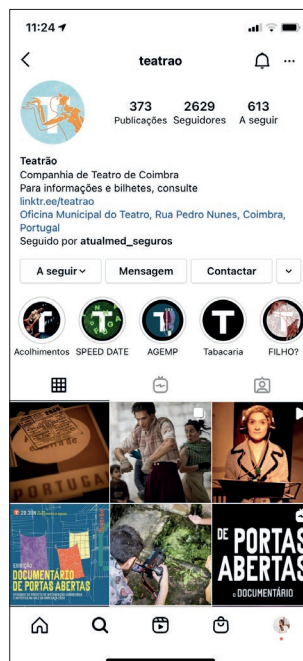 11:24
teatrao
373 2629 613
Publicações Seguidores A seguir
Teatrão
Companhia de Teatro de Coimbra
Para informações e bilhetes, consulte
linktr.ee/teatrao
Oficina Municipal do Teatro, Rua Pedro Nunes, Coimbra,
Portugal
Seguido por atualmed_seguros
A seguir Mensagem Contactar
Acolhimentos SPEED DATE AGEMP Tabacaria FILHO?
PORTUGA
EXIBIÇÃO
DOCUMENTÁRIO
DE PORTAS ABERTAS
DE PORTAS
ABERTAS
O DOCUMENTÁRIO